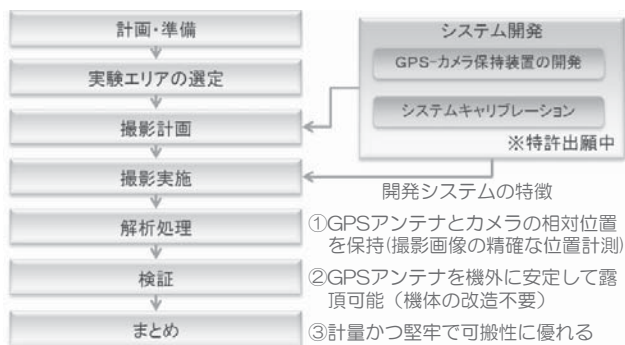 計画・準備
実験エリアの選定
撮影計画
撮影実施
解析処理
検証
まとめ
システム開発
GPS-カメラ保持装置の開発
システムキャリブレーション
※特許出願中
開発システムの特徴
①GPSアンテナとカメラの相対位置
を保持(撮影画像の精確な位置計測)
②GPSアンテナを機外に安定して露
頂可能（機体の改造不要）
③計量かつ堅牢で可搬性に優れる